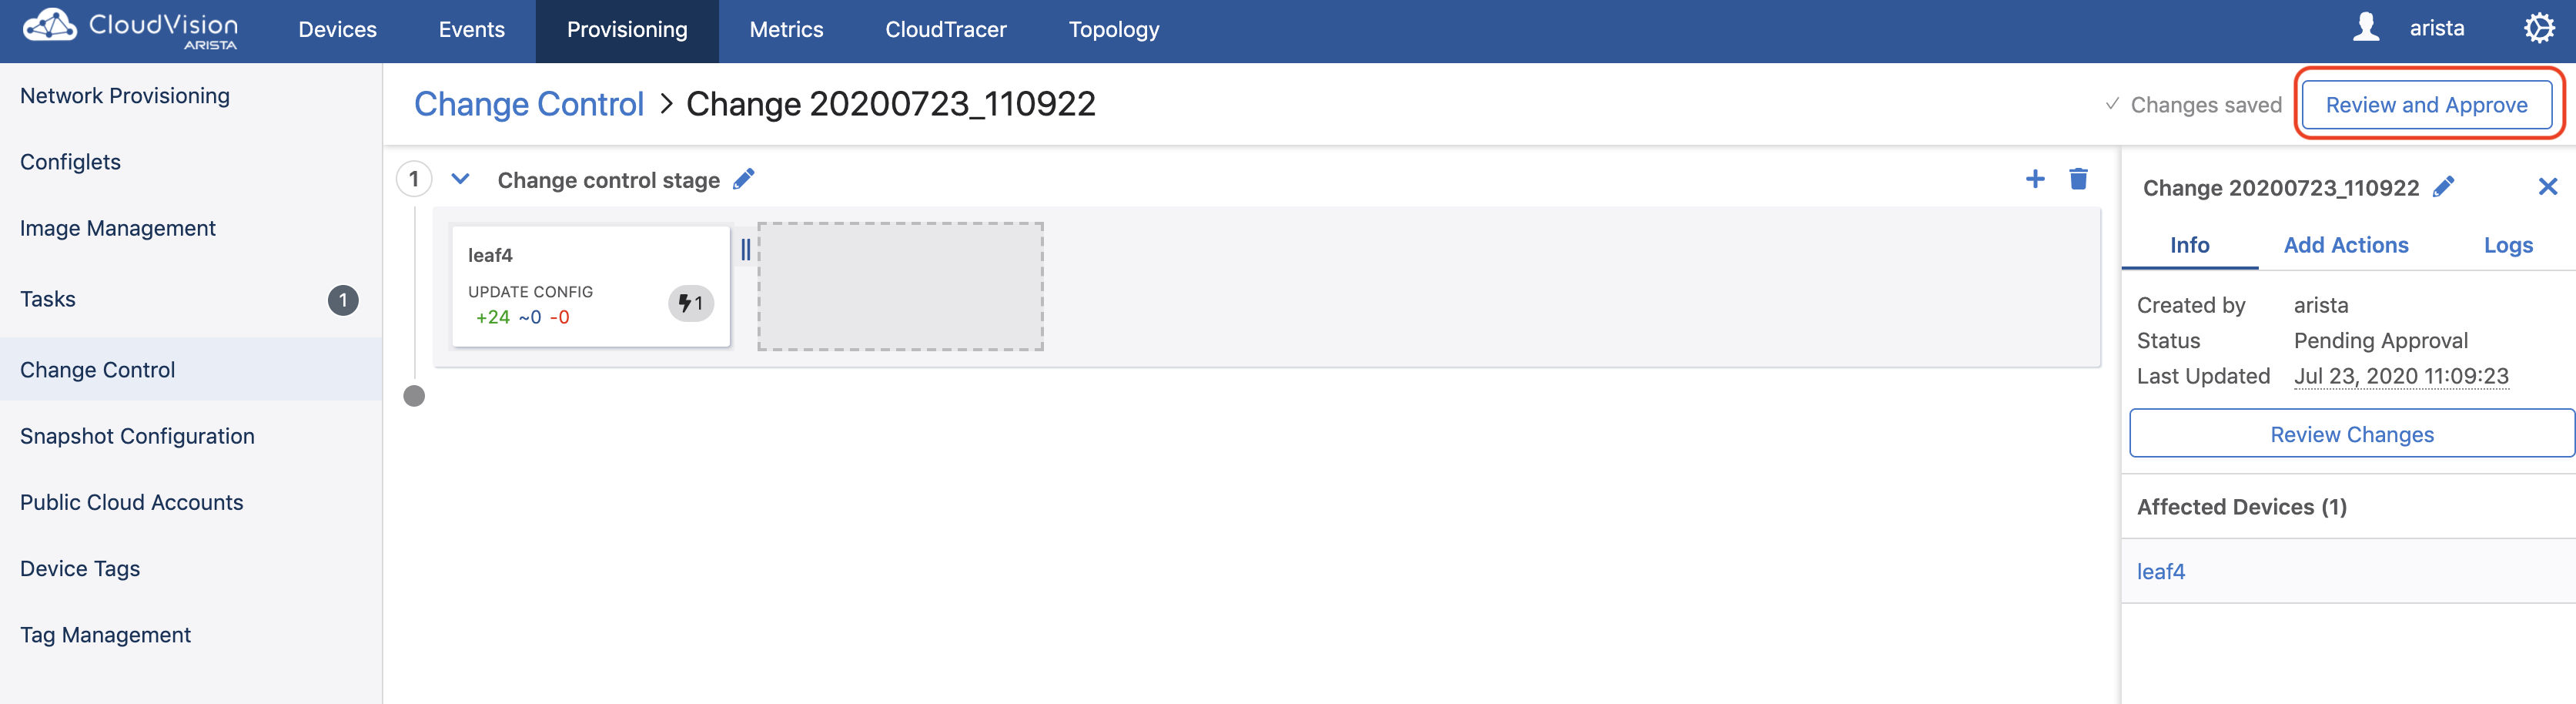 CloudVision
ARISTA
Devices
Events
Provisioning
Metrics
CloudTracer
Topology
arista
Network Provisioning
Configlets
Image Management
Tasks
1
Change Control
Snapshot Configuration
Public Cloud Accounts
Device Tags
Tag Management
Change Control > Change 20200723_110922
✓ Changes saved
Review and Approve
1
Change control stage
leaf4
UPDATE CONFIG
+24 ~0 -0
1
Change 20200723_110922
Info
Add Actions
Logs
Created by arista
Status Pending Approval
Last Updated Jul 23, 2020 11:09:23
Review Changes
Affected Devices (1)
leaf4